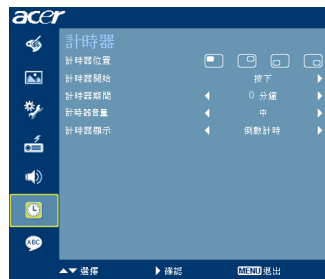 acer
計時器
計時器位置
計時器開始 按下
計時器期間 0 分鐘
計時器音量 中
計時器顯示 倒數計時
ABC
選擇 確認 MENU 退出